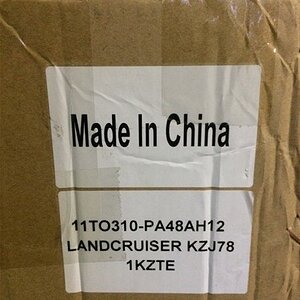 Made In China
11TO310-PA48AH12
LANDCRUISER KZJ78
1KZTE